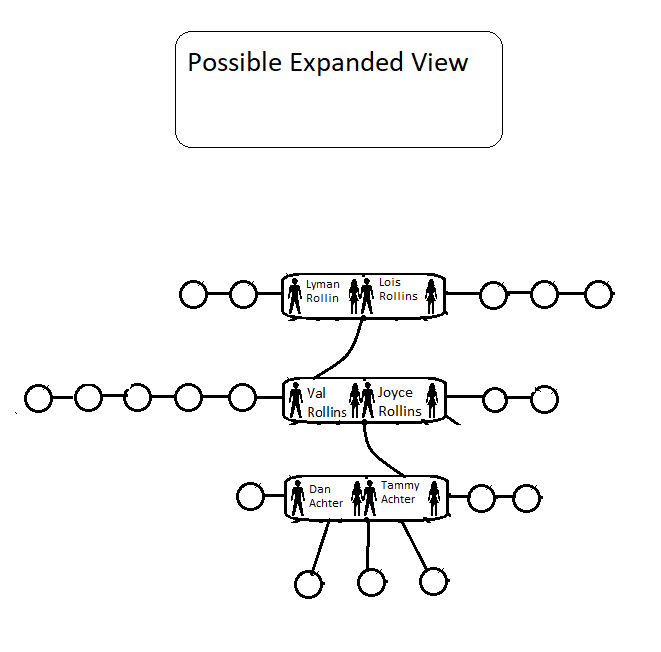 Possible Expanded View
Lyman
Rollin
Lois
Rollins
Val
Rollins
Joyce
Rollins
Dan
Achter
Tammy
Achter